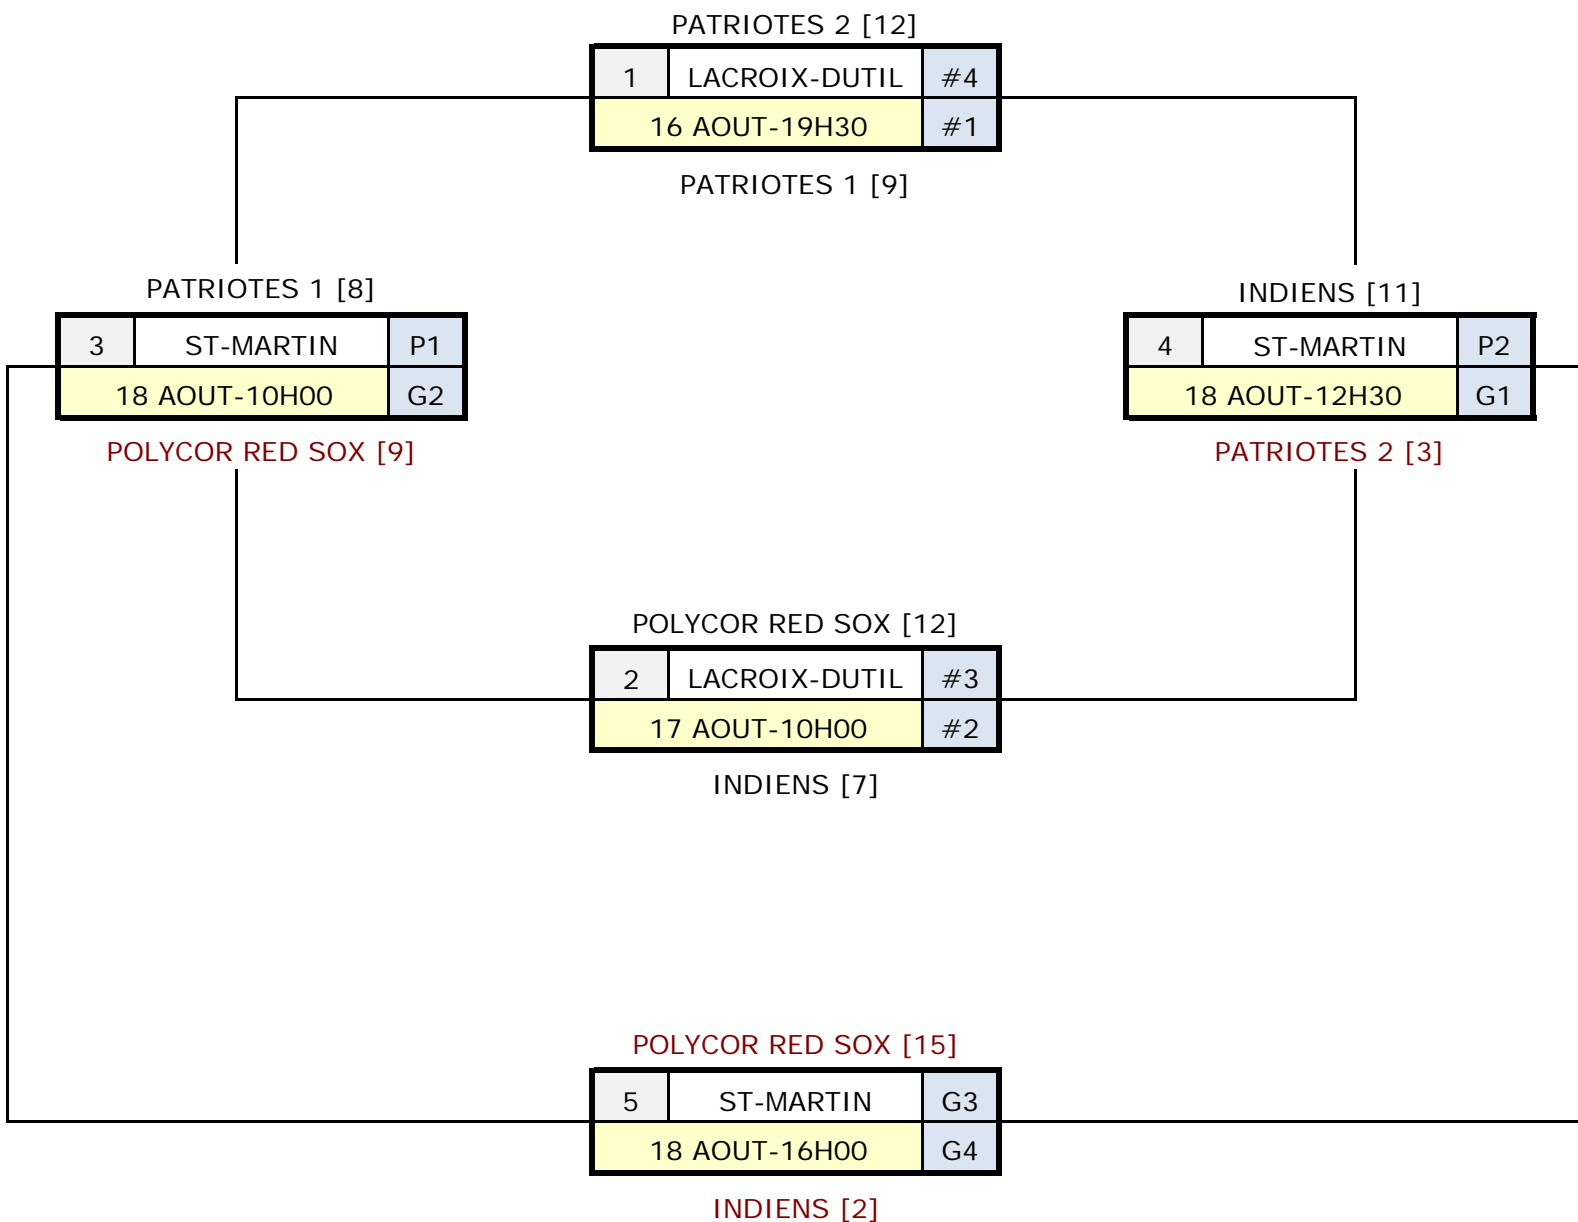 PATRIOTES 2 [12]
1 LACROIX-DUTIL #4
16 AOUT-19H30 #1
PATRIOTES 1 [9]
PATRIOTES 1 [8]
3 ST-MARTIN P1
18 AOUT-10H00 G2
POLYCOR RED SOX [9]
INDIENS [11]
4 ST-MARTIN P2
18 AOUT-12H30 G1
PATRIOTES 2 [3]
POLYCOR RED SOX [12]
2 LACROIX-DUTIL #3
17 AOUT-10H00 #2
INDIENS [7]
POLYCOR RED SOX [15]
5 ST-MARTIN G3
18 AOUT-16H00 G4
INDIENS [2]